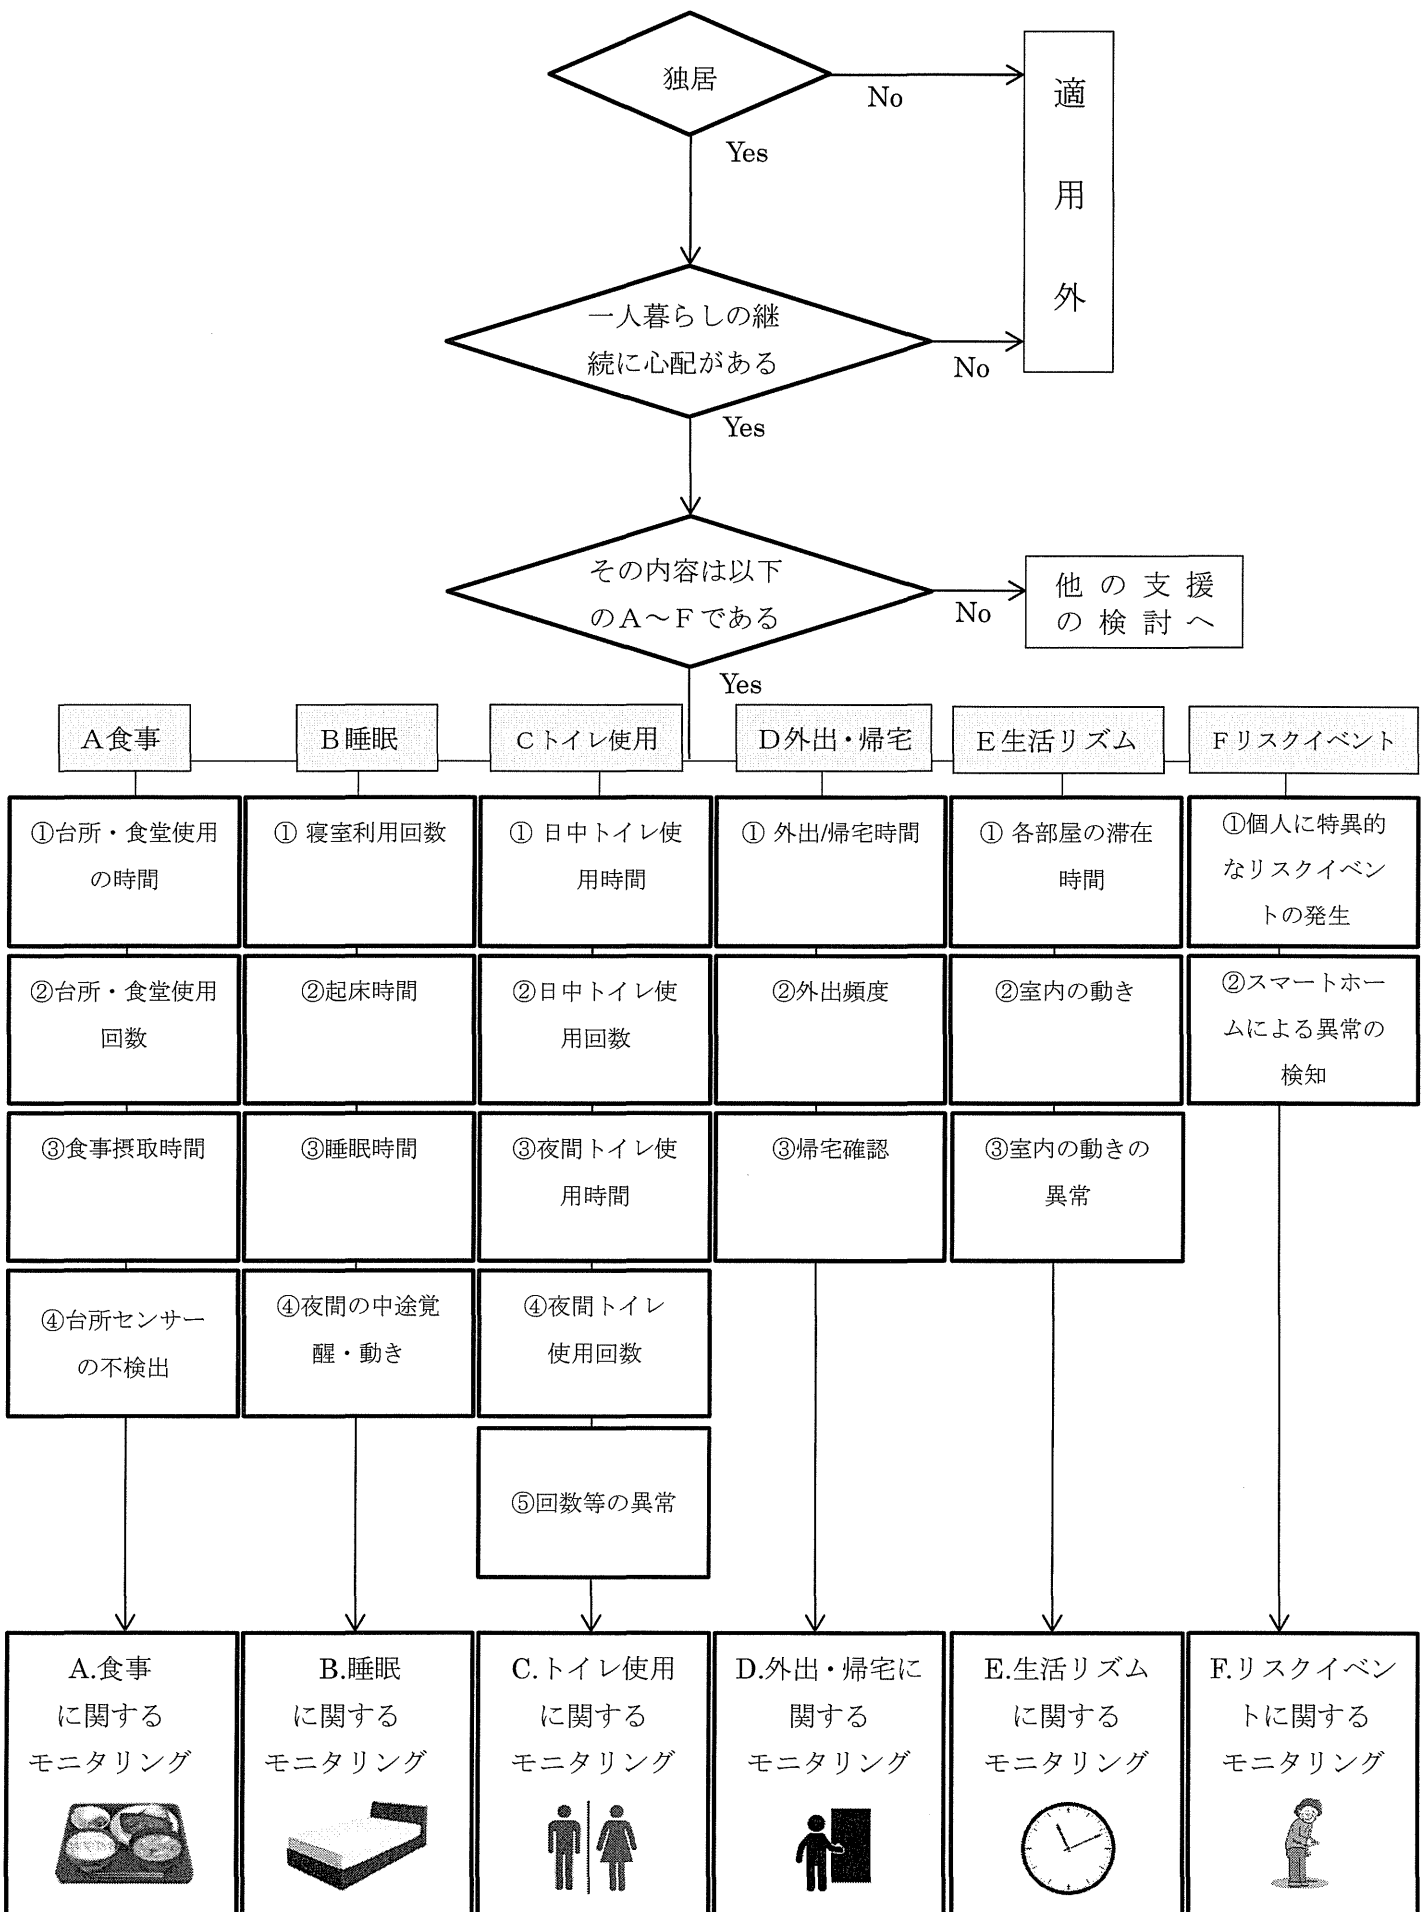 独居
No
適
用
外
Yes
一人暮らしの継
続に心配がある
No
Yes
その内容は以下
のA～Fである
No
他の支援
の検討へ
Yes
A食事
B睡眠
Cトイレ使用
D外出・帰宅
E生活リズム
Fリスクイベント
①台所・食堂使用
の時間
②台所・食堂使用
回数
③食事摂取時間
④台所センサー
の不検出
① 寝室利用回数
②起床時間
③睡眠時間
④夜間の中途覚
醒・動き
① 日中トイレ使
用時間
②日中トイレ使
用回数
③夜間トイレ使
用時間
④夜間トイレ
使用回数
⑤回数等の異常
① 外出/帰宅時間
②外出頻度
③帰宅確認
① 各部屋の滞在
時間
②室内の動き
③室内の動きの
異常
①個人に特異的
なリスクイベン
トの発生
②スマートホー
ムによる異常の
検知
A.食事
に関する
モニタリング
B.睡眠
に関する
モニタリング
C.トイレ使用
に関する
モニタリング
D.外出・帰宅に
関する
モニタリング
E.生活リズム
に関する
モニタリング
F.リスクイベン
トに関する
モニタリング